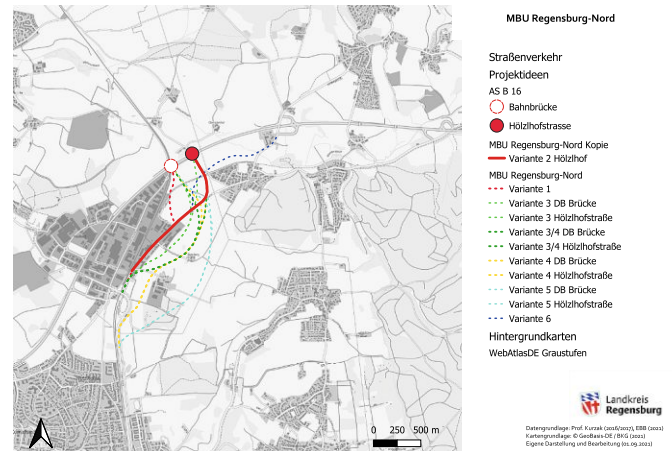 MBU Regensburg-Nord
Straßenverkehr
Projektideen
AS B 16
Bahnbrücke
Hölzlhofstrasse
MBU Regensburg-Nord Kopie
Variante 2 Hölzlhof
MBU Regensburg-Nord
Variante 1
Variante 3 DB Brücke
Variante 3 Hölzlhofstraße
Variante 3/4 DB Brücke
Variante 3/4 Hölzlhofstraße
Variante 4 DB Brücke
Variante 4 Hölzlhofstraße
Variante 5 DB Brücke
Variante 5 Hölzlhofstraße
Variante 6
Hintergrundkarten
WebAtlasDE Graustufen
0 250 500 m
Landkreis
Regensburg
Datengrundlage: Prof. Kurzak (2016/2017), EBB (2021)
Kartengrundlage: © GeoBasis-DE / BKG (2021)
Eigene Darstellung und Bearbeitung (01.09.2021)